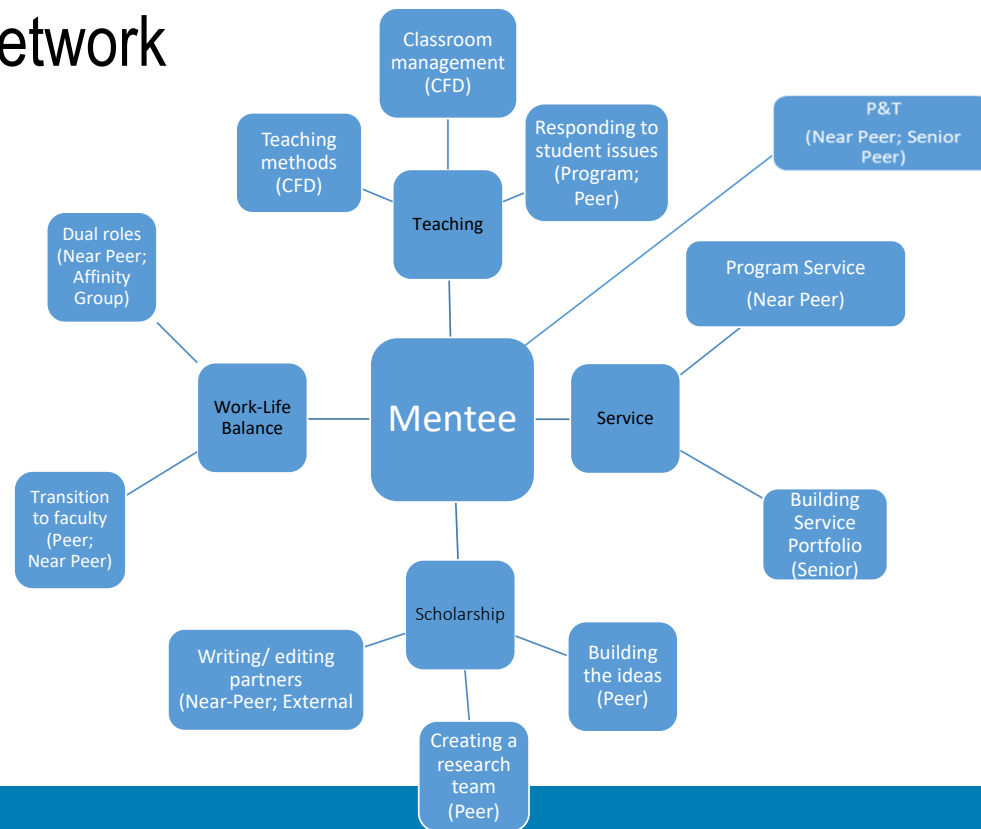 etwork
Classroom
management
(CFD)
Teaching
methods
(CFD)
Responding to
student issues
(Program;
Peer)
P&T
(Near Peer; Senior
Peer)
Teaching
Dual roles
(Near Peer;
Affinity
Group)
Program Service
(Near Peer)
Work-Life
Balance
Mentee
Service
Transition
to faculty
(Peer;
Near Peer)
Building
Service
Portfolio
(Senior)
Scholarship
Writing/ editing
partners
(Near-Peer; External
Building
the ideas
(Peer)
Creating a
research
team
(Peer)